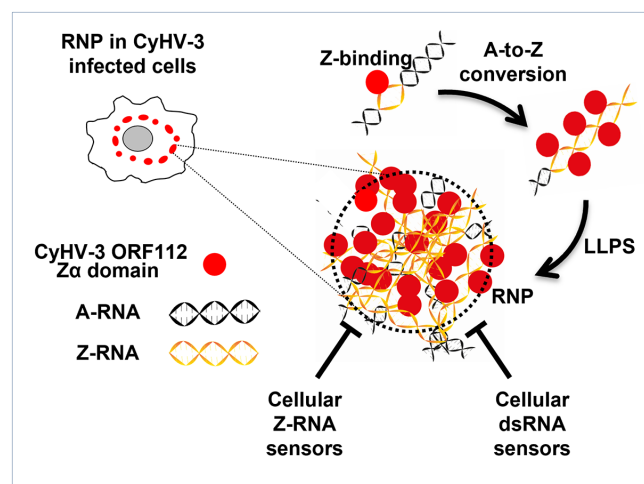 RNP in CyHV-3
infected cells
Z-binding
A-to-Z
conversion
LLPS
RNP
CyHV-3 ORF112
Zα domain
A-RNA
Z-RNA
Cellular
Z-RNA
sensors
Cellular
dsRNA
sensors